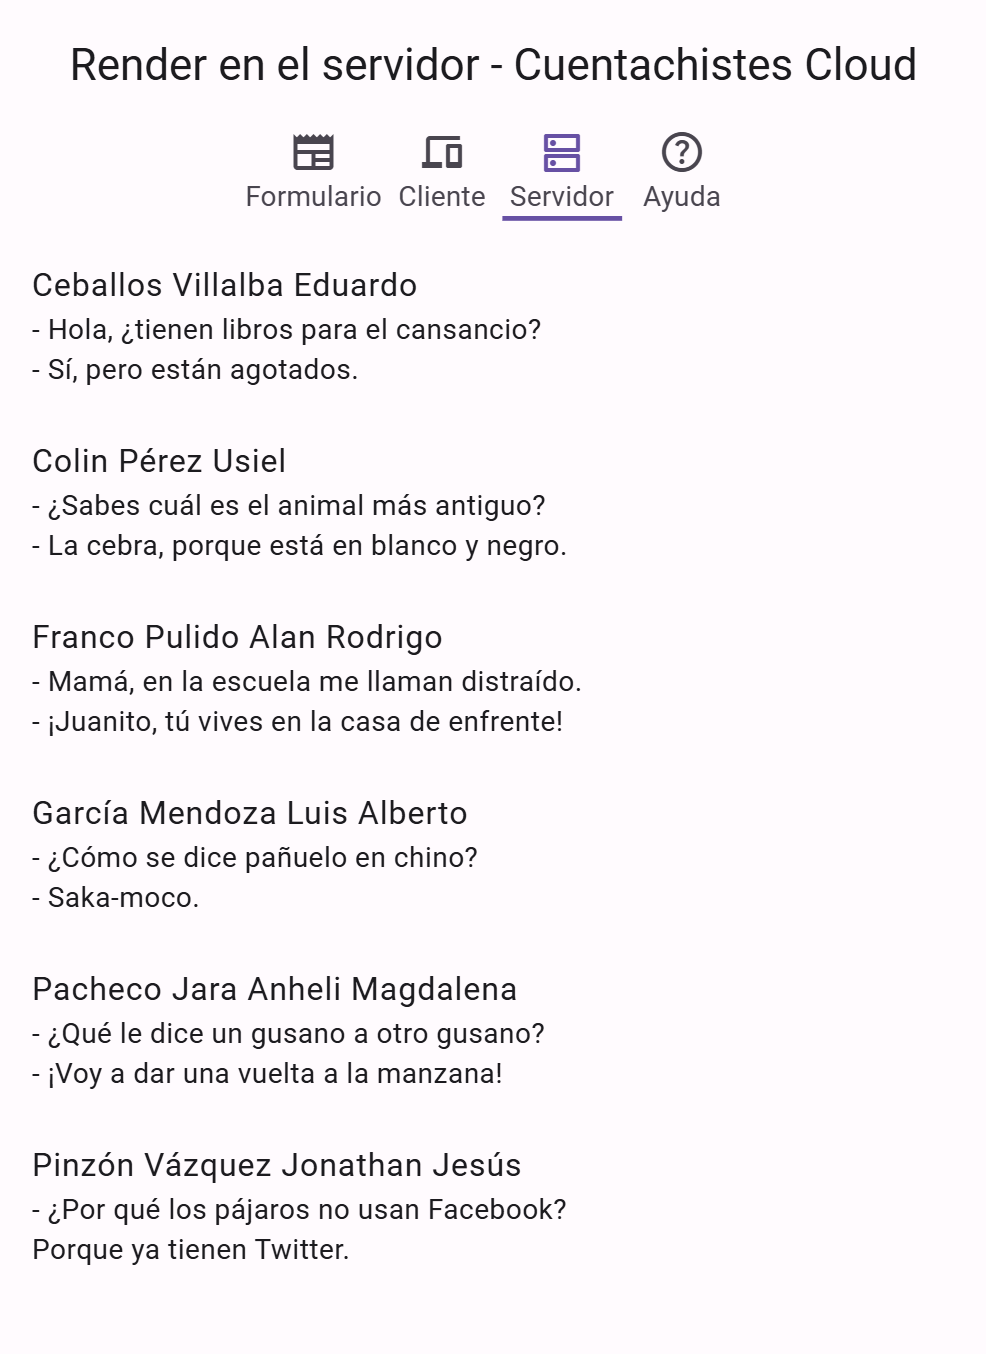 Render en el servidor - Cuentachistes Cloud
Formulario Cliente Servidor Ayuda
Ceballos Villalba Eduardo
- Hola, ¿tienen libros para el cansancio?
- Sí, pero están agotados.
Colin Pérez Usiel
- ¿Sabes cuál es el animal más antiguo?
- La cebra, porque está en blanco y negro.
Franco Pulido Alan Rodrigo
- Mamá, en la escuela me llaman distraído.
- ¡Juanito, tú vives en la casa de enfrente!
García Mendoza Luis Alberto
- ¿Cómo se dice pañuelo en chino?
- Saka-moco.
Pacheco Jara Anheli Magdalena
- ¿Qué le dice un gusano a otro gusano?
- ¡Voy a dar una vuelta a la manzana!
Pinzón Vázquez Jonathan Jesús
- ¿Por qué los pájaros no usan Facebook?
Porque ya tienen Twitter.